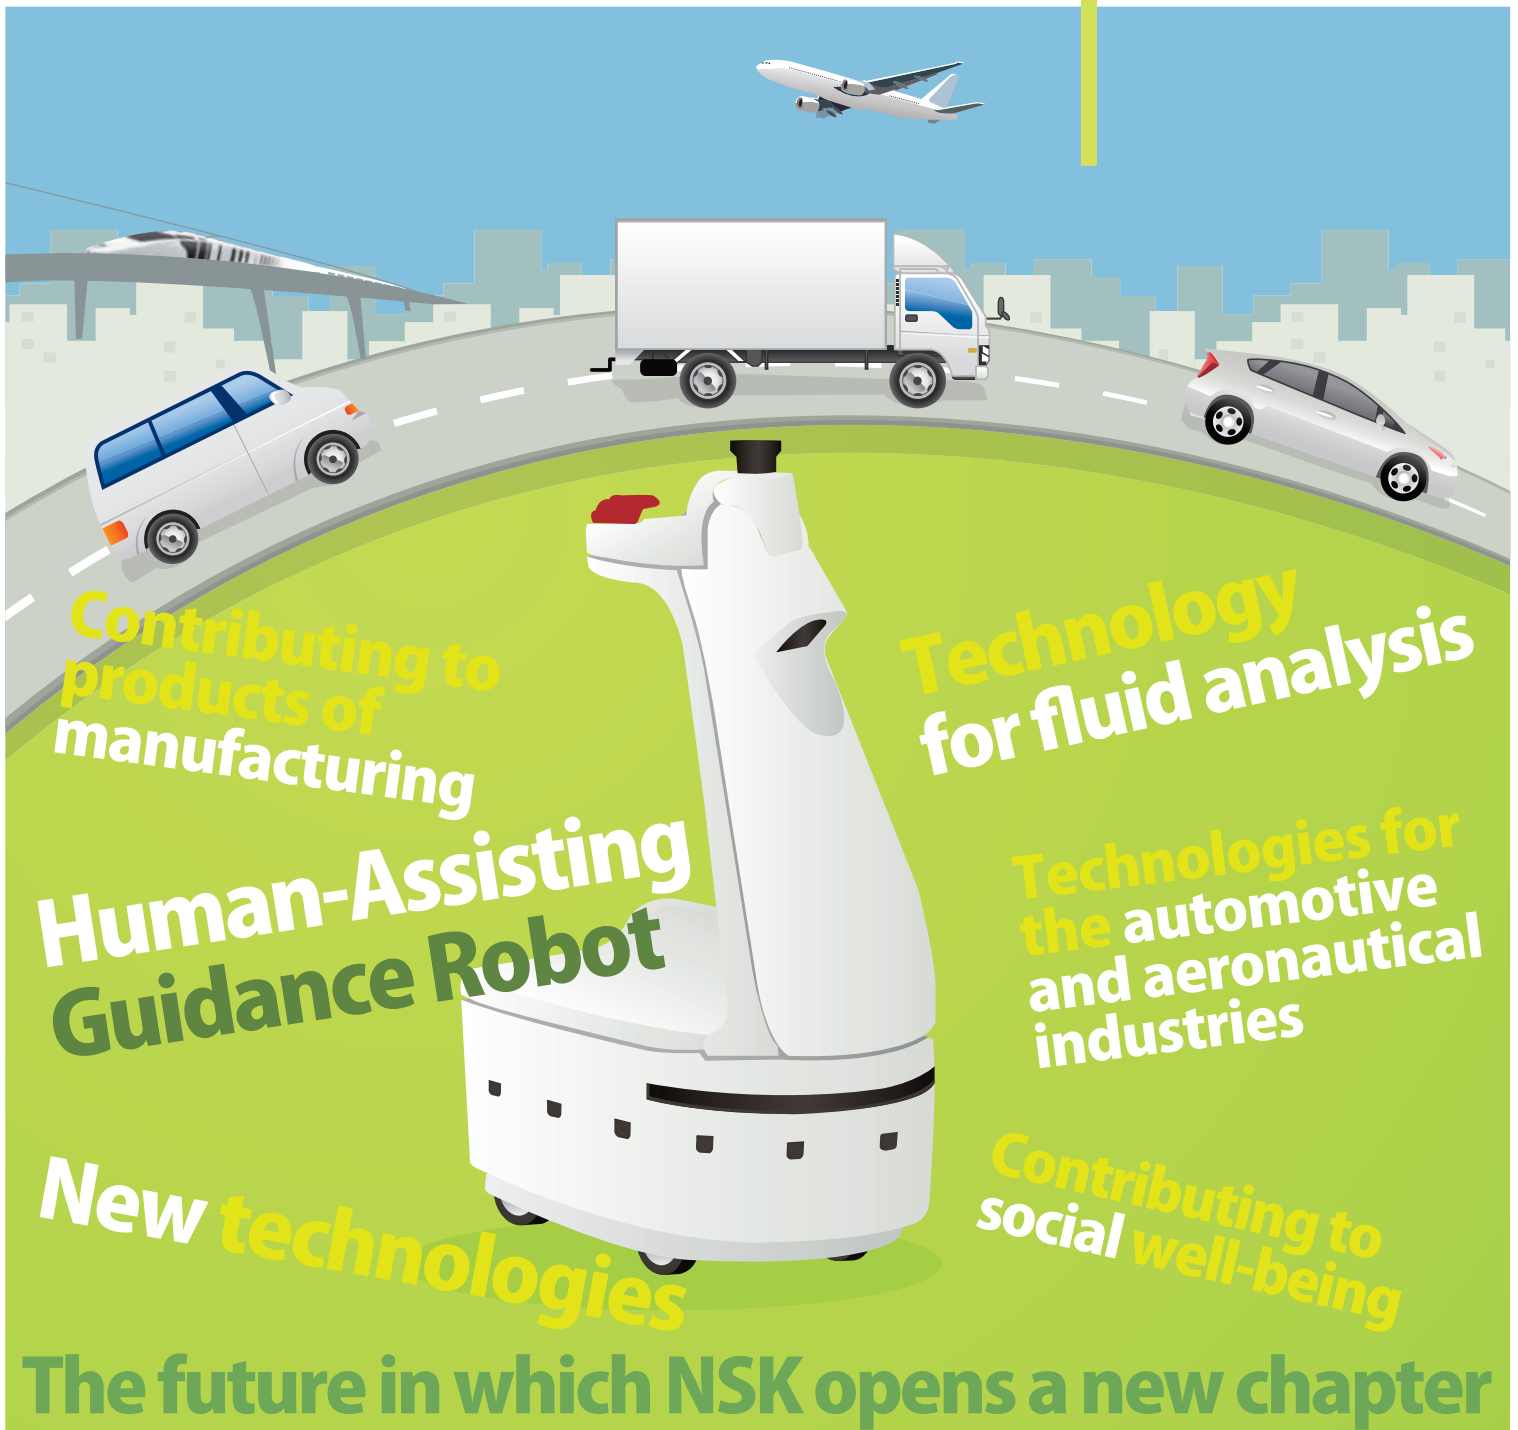 Contributing to
products of
manufacturing
Technology
for fluid analysis
Human-Assisting
Guidance Robot
Technologies for
the automotive
and aeronautical
industries
New technologies
Contributing to
social well-being
The future in which NSK opens a new chapter